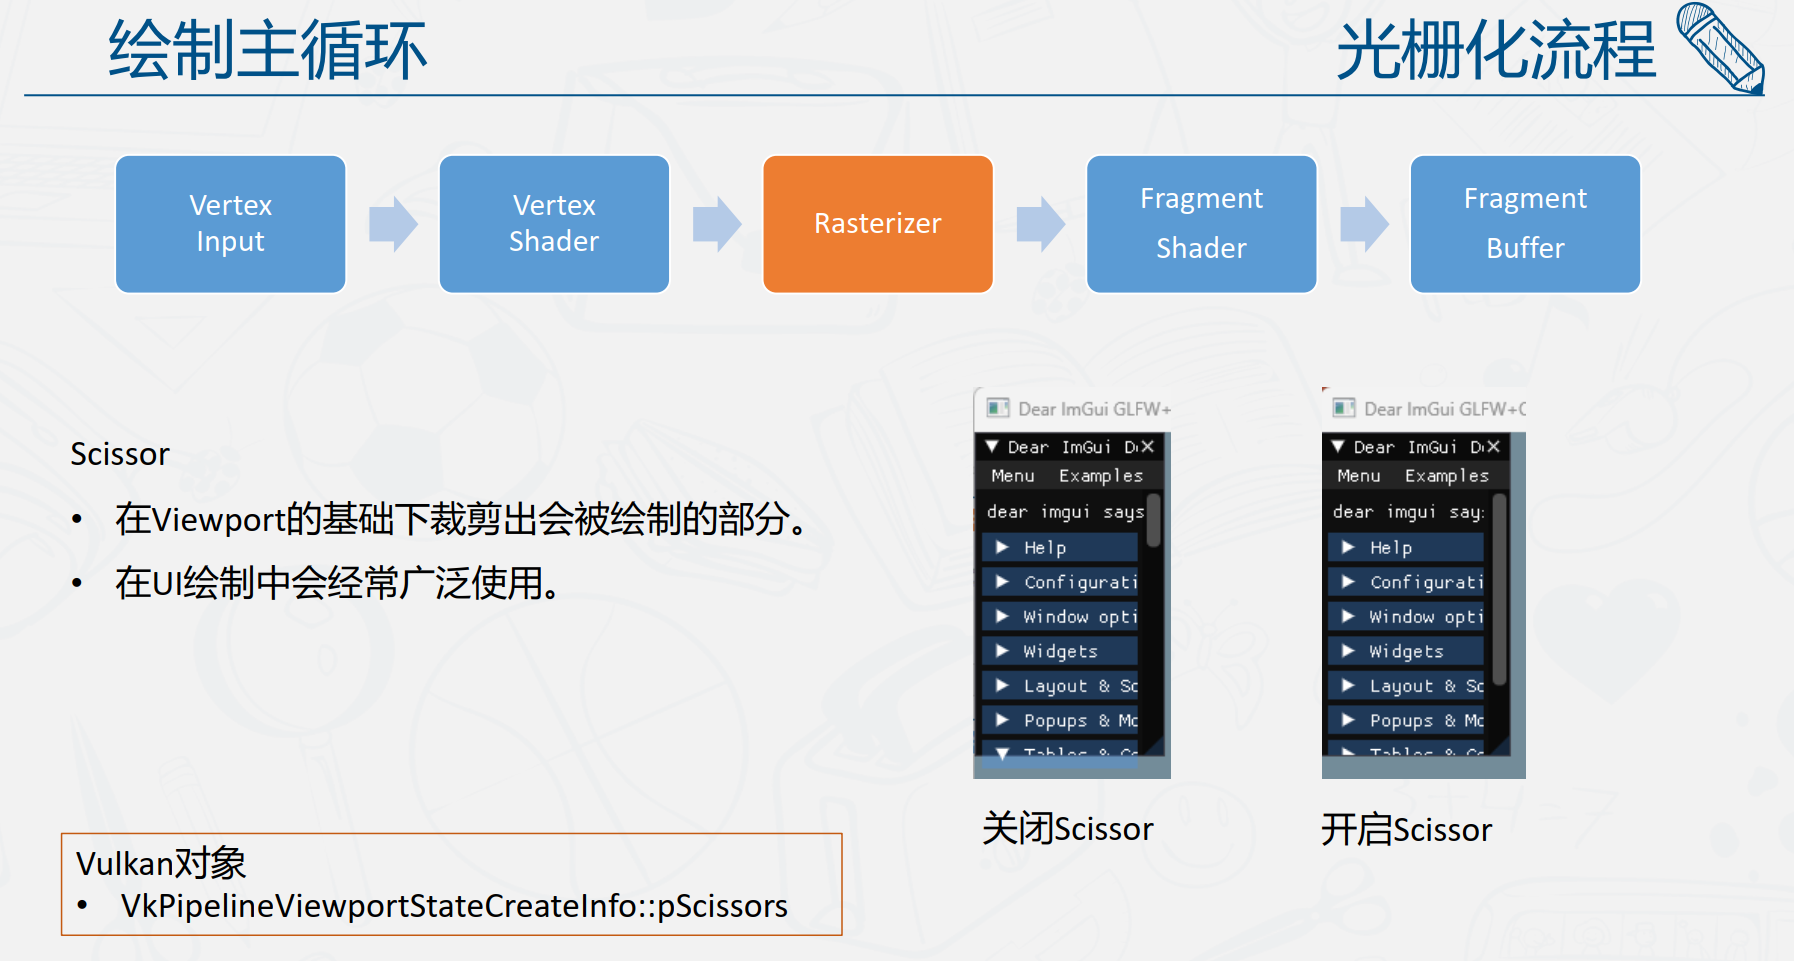 绘制主循环
光栅化流程
Vertex
Input
Vertex
Shader
Rasterizer
Fragment
Shader
Fragment
Buffer
Scissor
• 在Viewport的基础下裁剪出会被绘制的部分。
• 在UI绘制中会经常广泛使用。
Vulkan对象
• VkPipelineViewportStateCreateInfo::pScissors
Dear ImGui GLFW+
Dear ImGui D
Menu Examples
dear imgui says
Help
Configurati
Window opti
Widgets
Layout & Sc
Popups & Mo
Tables & Co
关闭Scissor
Dear ImGui GLFW+C
Dear ImGui D
Menu Examples
dear imgui say
Help
Configurati
Window opti
Widgets
Layout & Sc
Popups & Mo
Tables & Co
开启Scissor